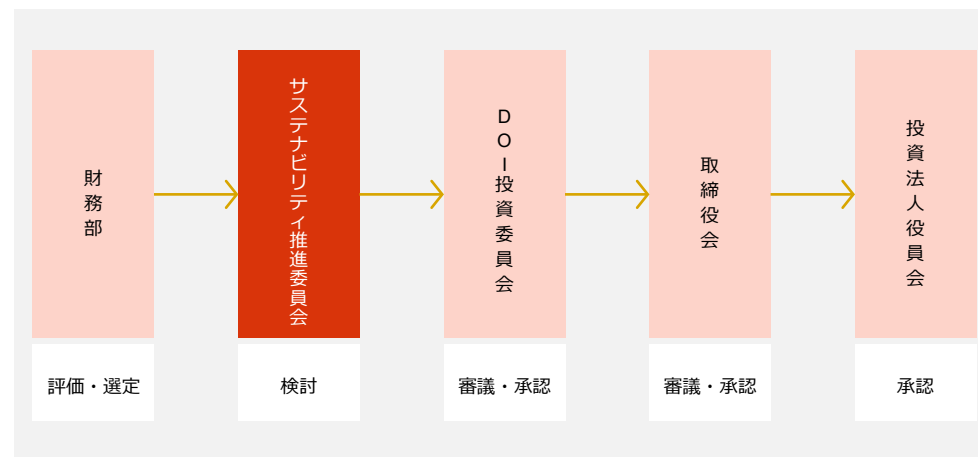 財務部
サステナビリティ推進委員会
DOI投資委員会
取締役会
投資法人役員会
評価・選定
検討
審議・承認
審議・承認
承認